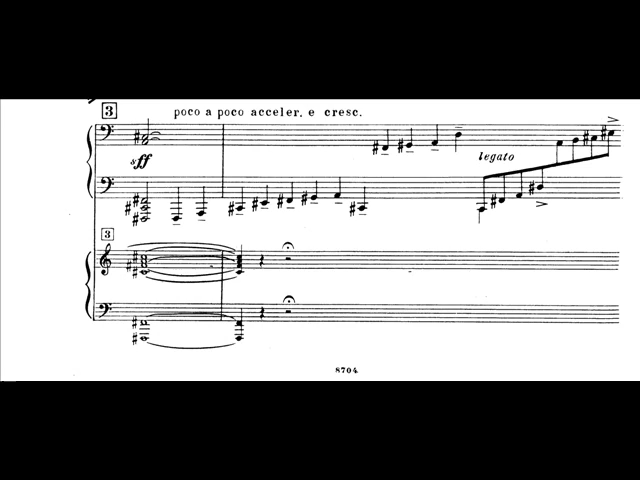 3
poco a poco acceler. e cresc.
sff
legato
3
8704